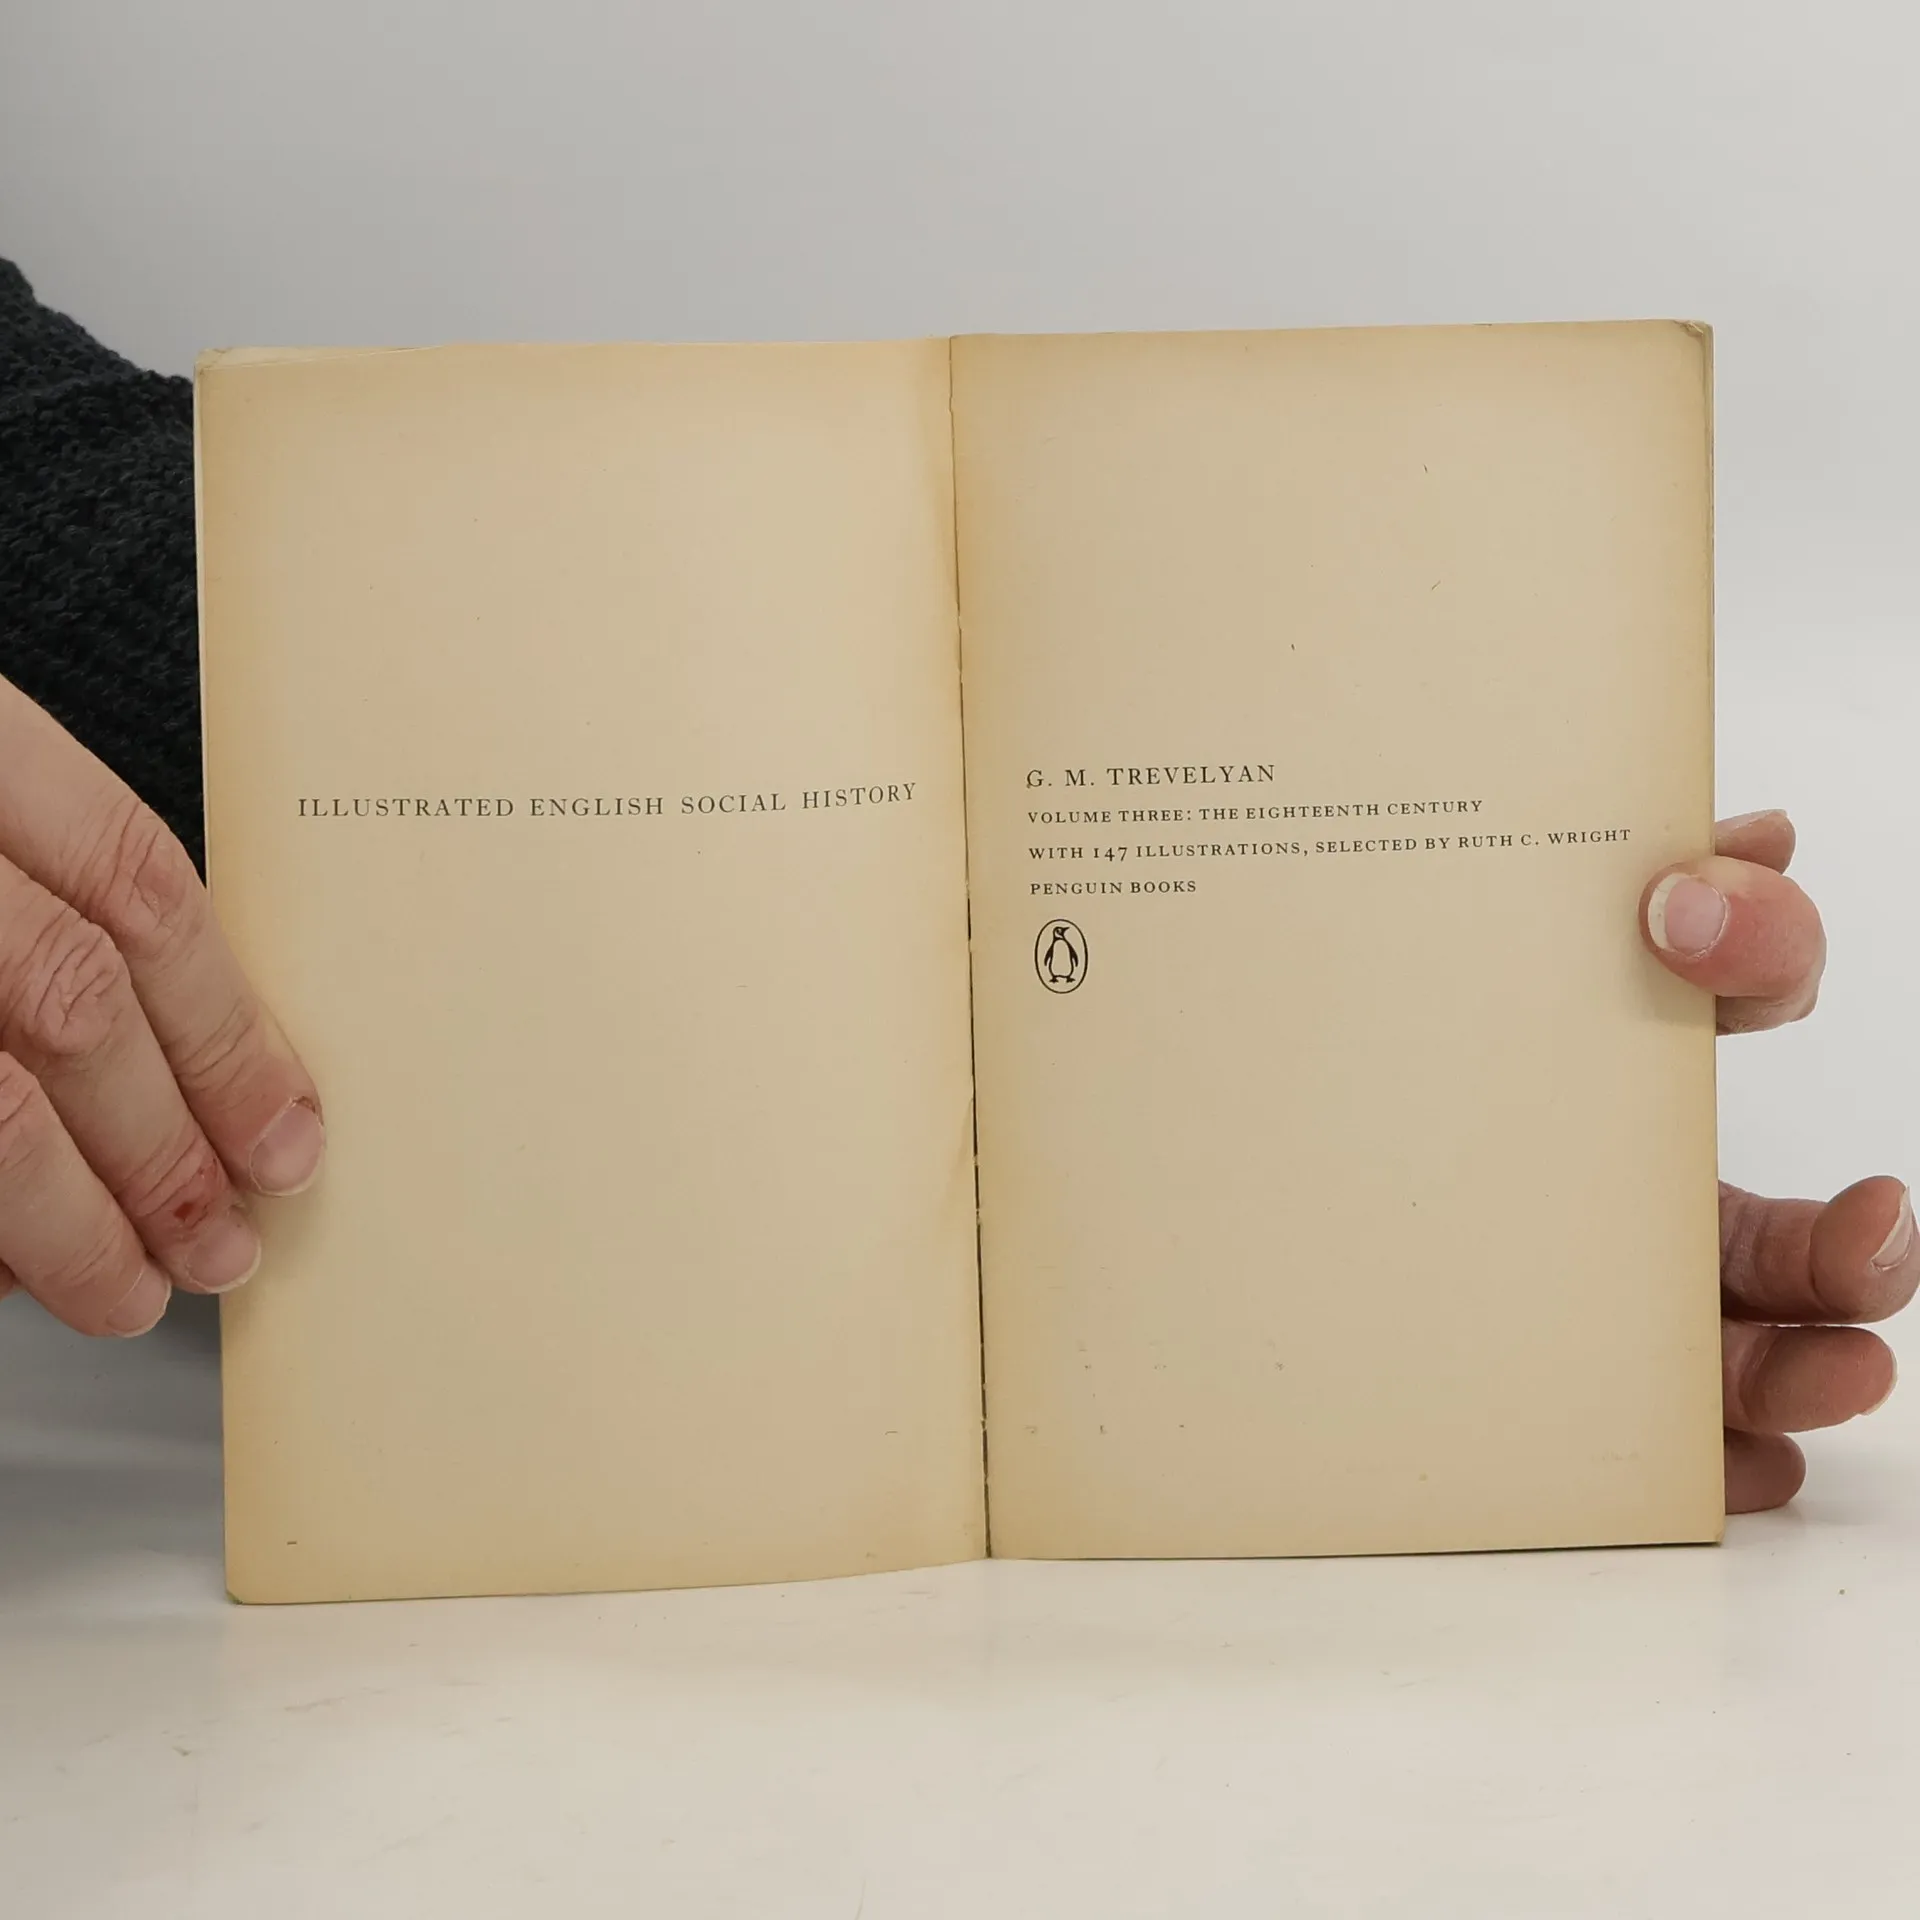 ILLUSTRATED ENGLISH SOCIAL HISTORY
G. M. TREVELYAN
VOLUME THREE: THE EIGHTEENTH CENTURY
WITH 147 ILLUSTRATIONS, SELECTED BY RUTH C. WRIGHT
PENGUIN BOOKS